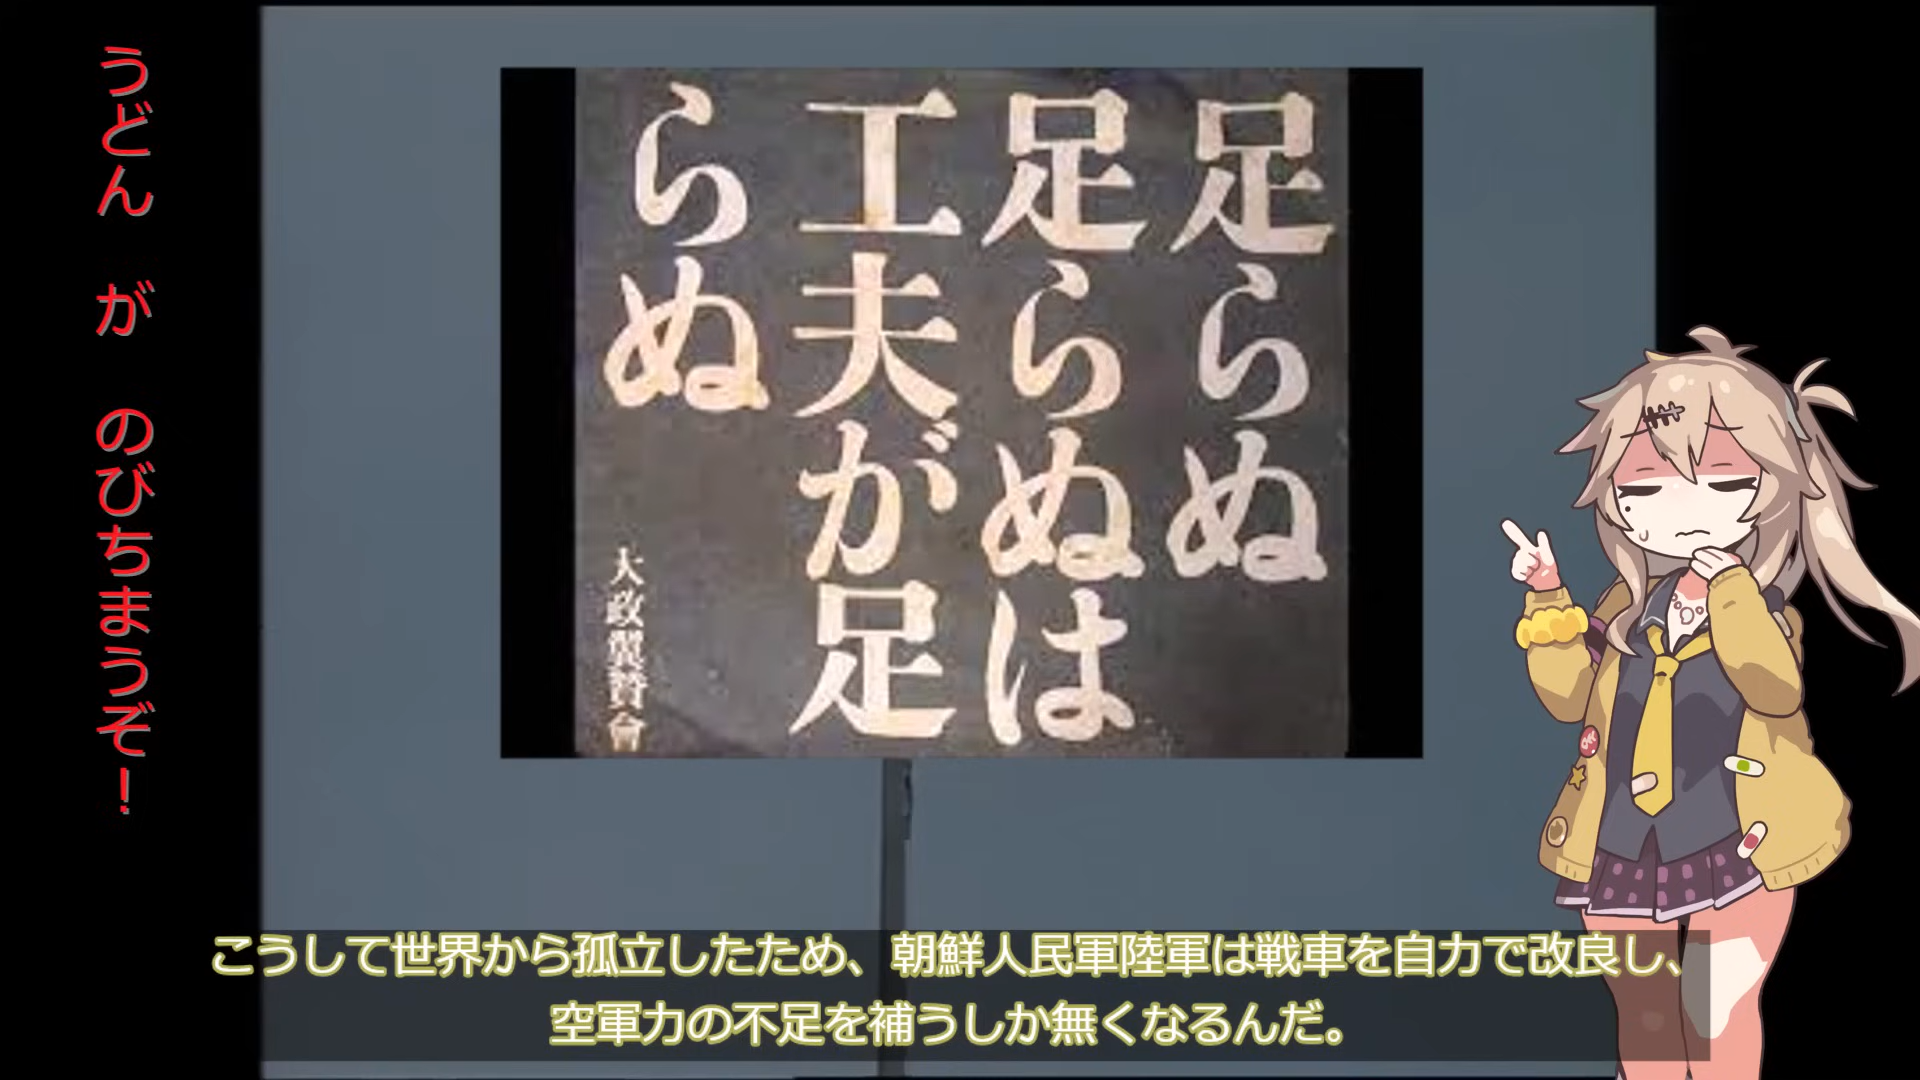 うどん が のびちまうぞ!
足らぬ
足らぬは
工夫が足
らぬ
大政翼賛會
こうして世界から孤立したため、朝鮮人民軍陸軍は戦車を自力で改良し、
空軍力の不足を補うしか無くなるんだ。